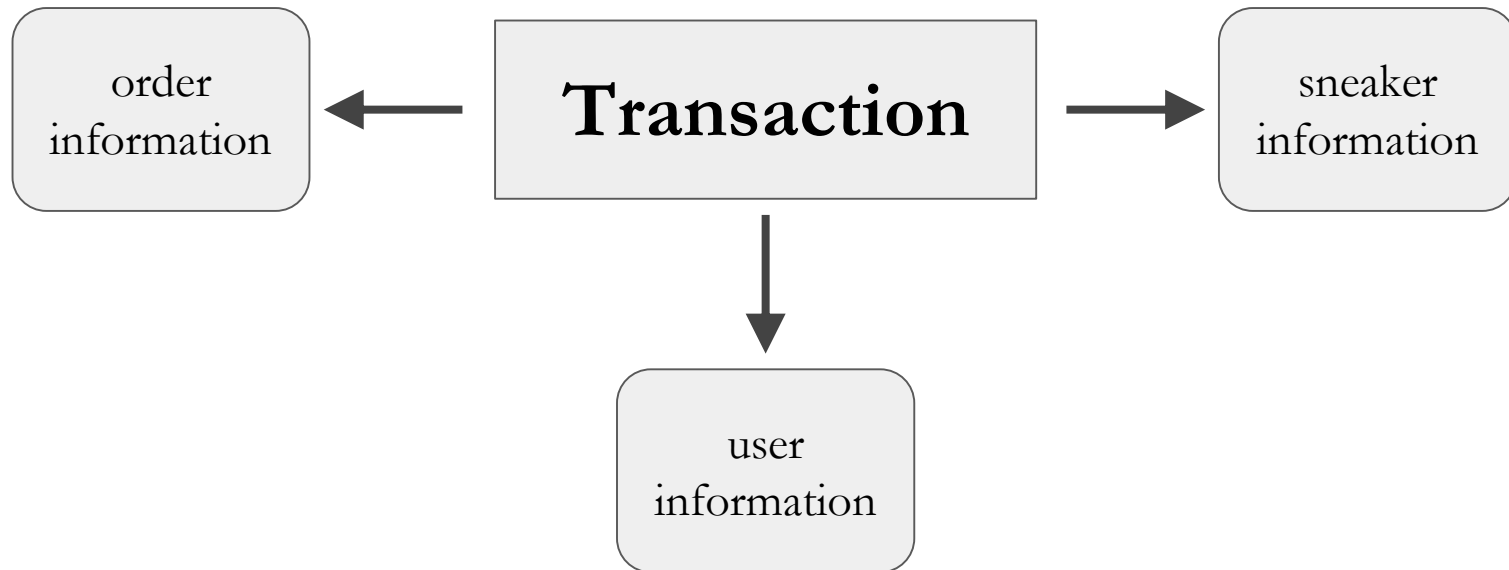 order
information
Transaction
sneaker
information
user
information